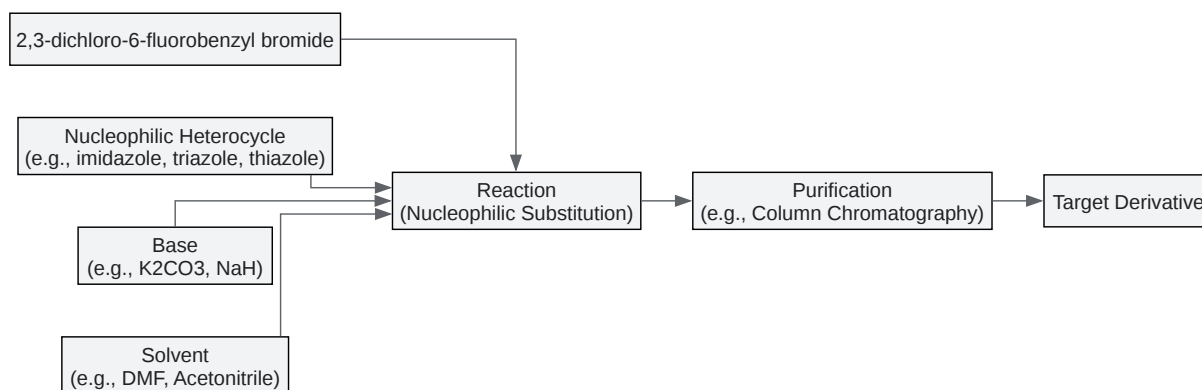 2,3-dichloro-6-fluorobenzyl bromide
Nucleophilic Heterocycle
(e.g., imidazole, triazole, thiazole)
Reaction
(Nucleophilic Substitution)
Purification
(e.g., Column Chromatography)
Target Derivative
Base
(e.g., K2CO3, NaH)
Solvent
(e.g., DMF, Acetonitrile)